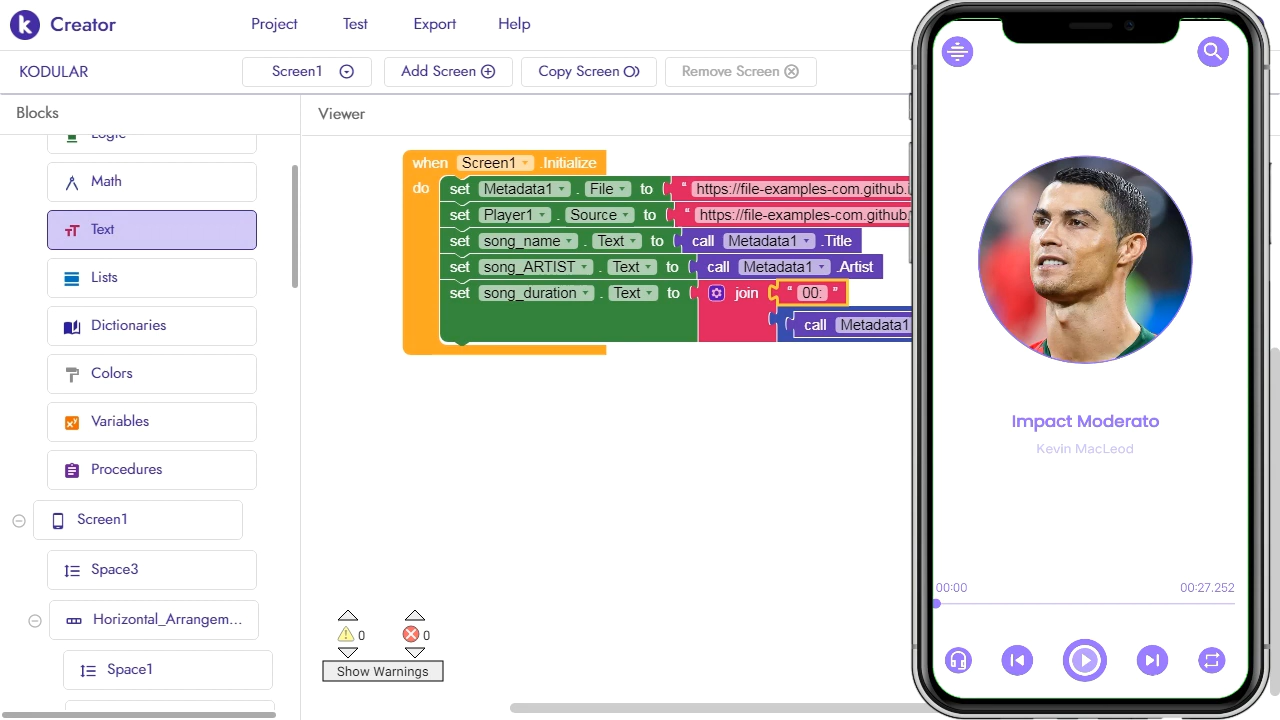 Creator
Project
Test
Export
Help
KODULAR
Screen1
Add Screen
Copy Screen
Remove Screen
Blocks
Viewer
Logic
Math
Text
Lists
Dictionaries
Colors
Variables
Procedures
Screen1
Space3
Horizontal_Arrangem...
Space1
when Screen1 .Initialize
do set Metadata1 . File to " https://file-examples-com.github.
set Player1 . Source to " https://file-examples-com.github
set song_name . Text to call Metadata1 .Title
set song_ARTIST . Text to call Metadata1 .Artist
set song_duration . Text to join " 00: "
call Metadata1
0
0
Show Warnings
Impact Moderato
Kevin MacLeod
00:00
00:27.252